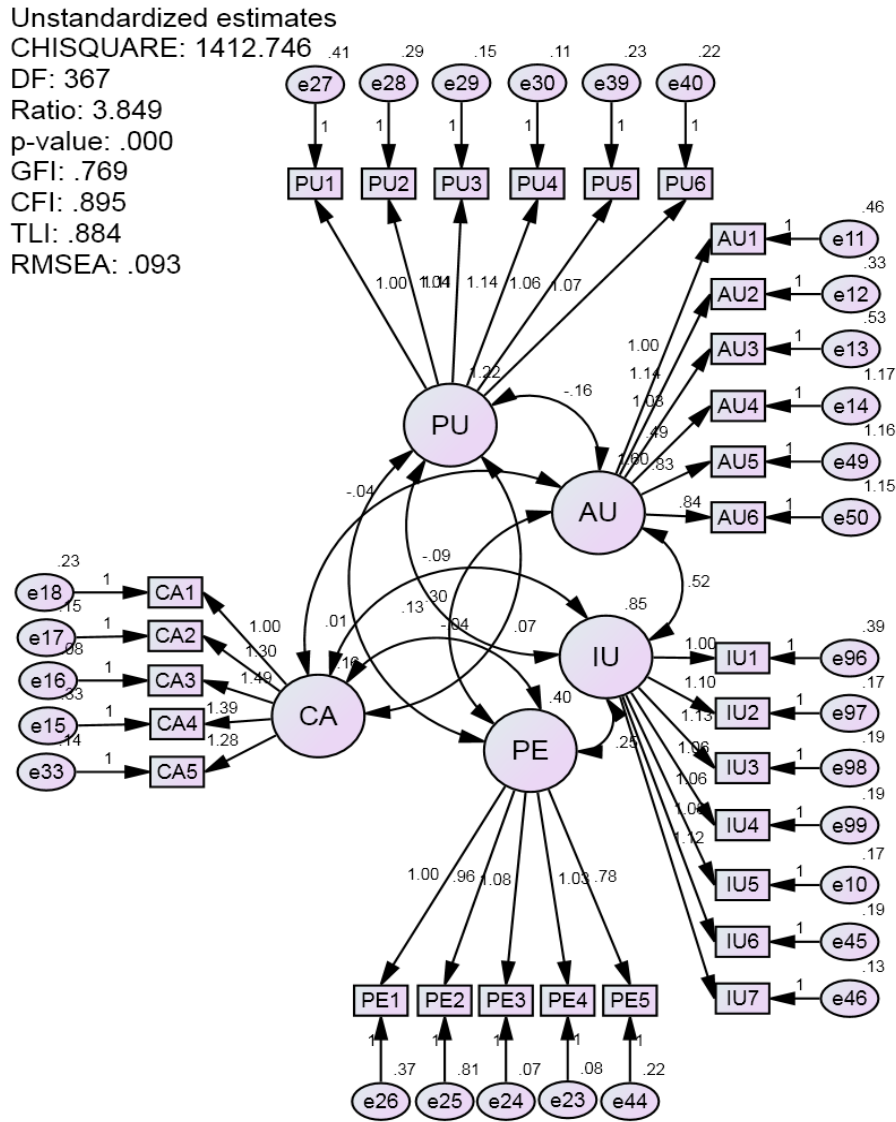 Unstandardized estimates
CHISQUARE: 1412.746
DF: 367
Ratio: 3.849
p-value: .000
GFI: .769
CFI: .895
TLI: .884
RMSEA: .093
.41 .29 .15 .11 .23 .22
e27 e28 e29 e30 e39 e40
1 1 1 1 1 1
PU1 PU2 PU3 PU4 PU5 PU6
1.00 1.04 1.14 1.06 1.07
1.22
PU
-.16
.46
AU1 1 e11
.33
AU2 1 e12
.53
AU3 1 e13
1.17
AU4 1 e14
1.16
AU5 1 e49
1.15
AU6 1 e50
1.00
1.14
1.03
.49
.83
.84
1.60
AU
-.04
-.09
.52
.01
.13
.30
-.04
.07
.23
e18 1 CA1
.15
e17 1 CA2
.08
e16 1 CA3
.33
e15 1 CA4
.14
e33 1 CA5
1.00
1.30
1.49
1.39
1.28
.16
CA
.85
IU
.40
PE
.25
.39
1.00 IU1 1 e96
.17
1.10 IU2 1 e97
.19
1.13 IU3 1 e98
.19
1.06 IU4 1 e99
.17
1.06 IU5 1 e10
.19
IU6 1 e45
.13
1.12 IU7 1 e46
1.00 .96 1.08 1.03 .78
PE1 PE2 PE3 PE4 PE5
1 1 1 1 1
.37 .81 .07 .08 .22
e26 e25 e24 e23 e44